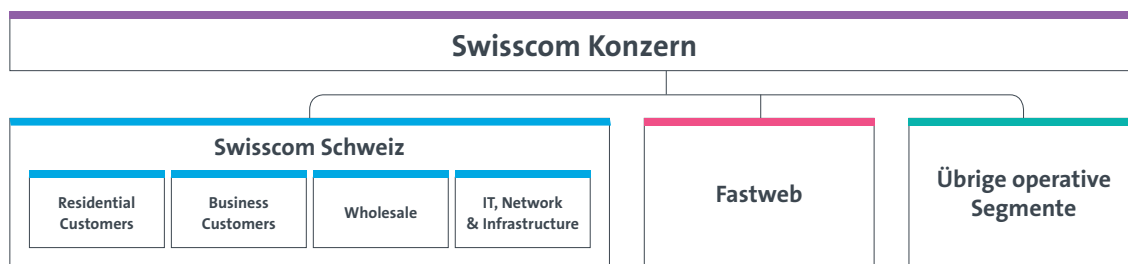 Swisscom Konzern
Swisscom Schweiz
Residential
Customers
Business
Customers
Wholesale
IT, Network
& Infrastructure
Fastweb
Übrige operative
Segmente